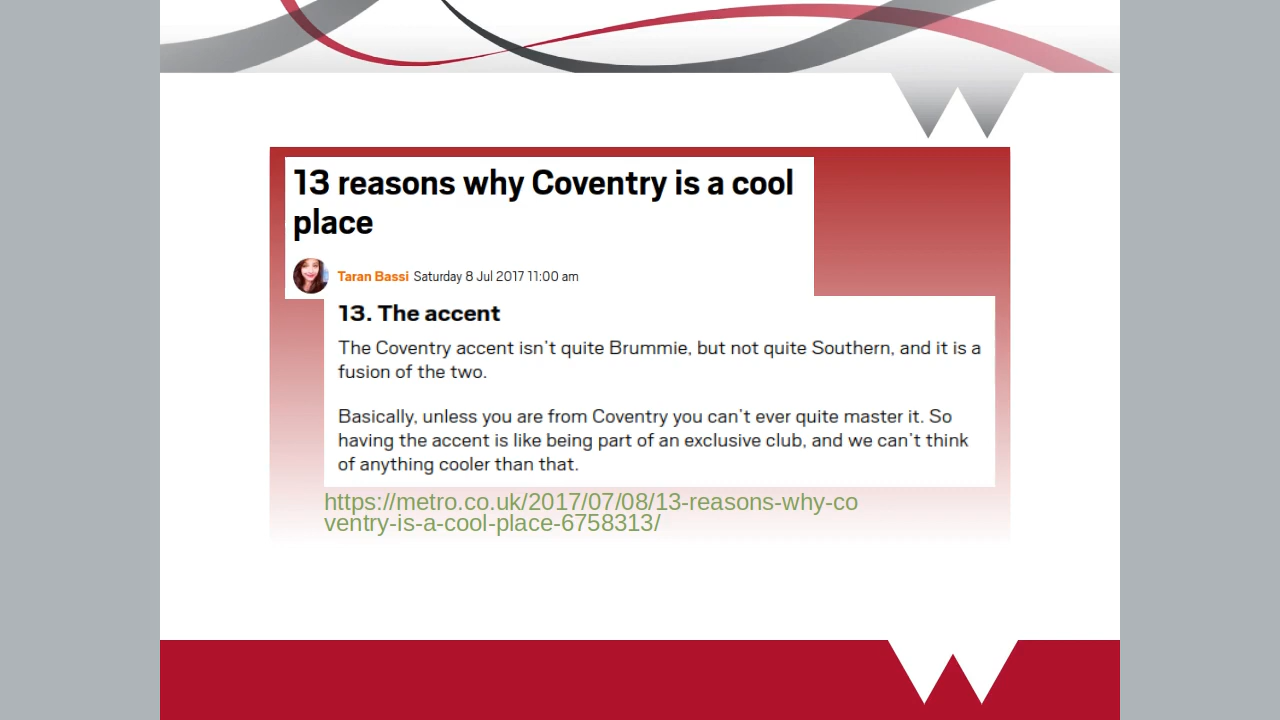 13 reasons why Coventry is a cool
place
Taran Bassi Saturday 8 Jul 2017 11:00 am
13. The accent
The Coventry accent isn't quite Brummie, but not quite Southern, and it is a
fusion of the two.
Basically, unless you are from Coventry you can't ever quite master it. So
having the accent is like being part of an exclusive club, and we can't think
of anything cooler than that.
https://metro.co.uk/2017/07/08/13-reasons-why-co
ventry-is-a-cool-place-6758313/